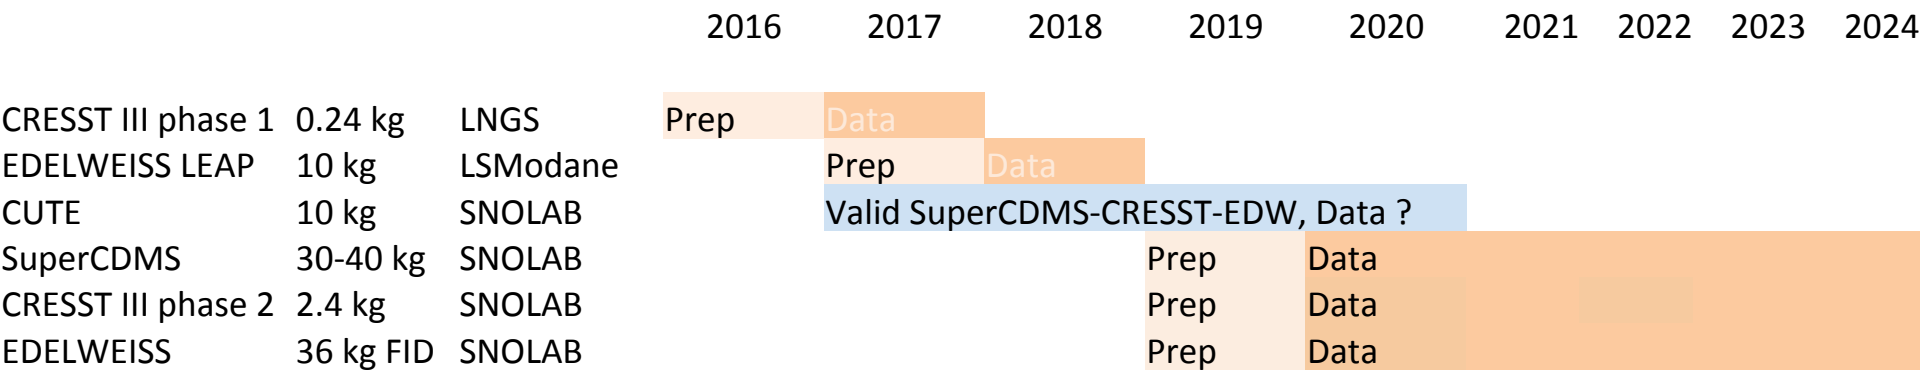 2016 2017 2018 2019 2020 2021 2022 2023 2024
CRESST III phase 1 0.24 kg LNGS Prep Data
EDELWEISS LEAP 10 kg LSModane Prep Data
CUTE 10 kg SNOLAB Valid SuperCDMS-CRESST-EDW, Data ?
SuperCDMS 30-40 kg SNOLAB Prep Data
CRESST III phase 2 2.4 kg SNOLAB Prep Data
EDELWEISS 36 kg FID SNOLAB Prep Data